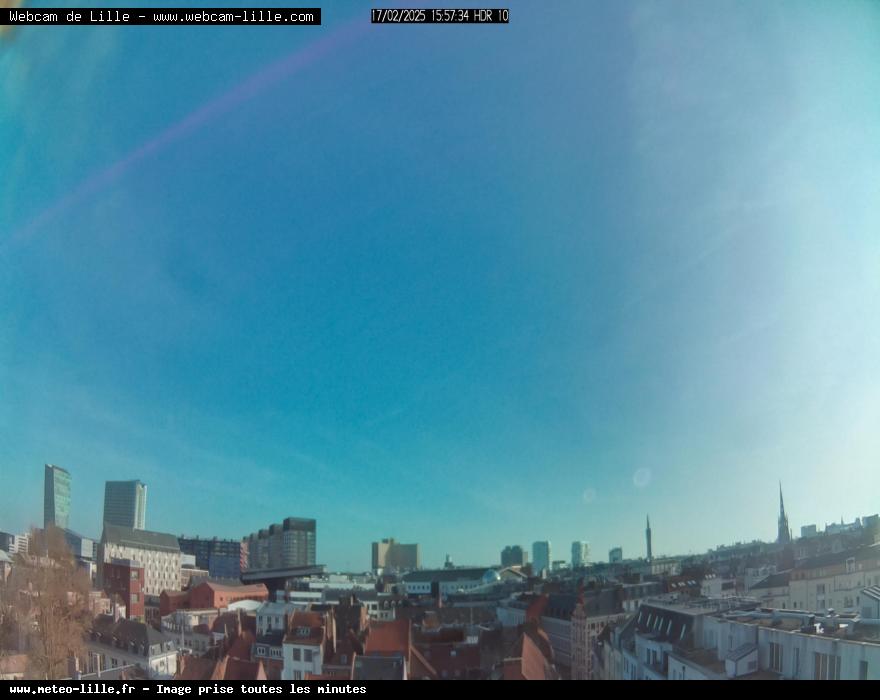 Webcam de Lille - www.webcam-lille.com
17/02/2025 15:57:34 HDR 10
www.meteo-lille.fr - Image prise toutes les minutes